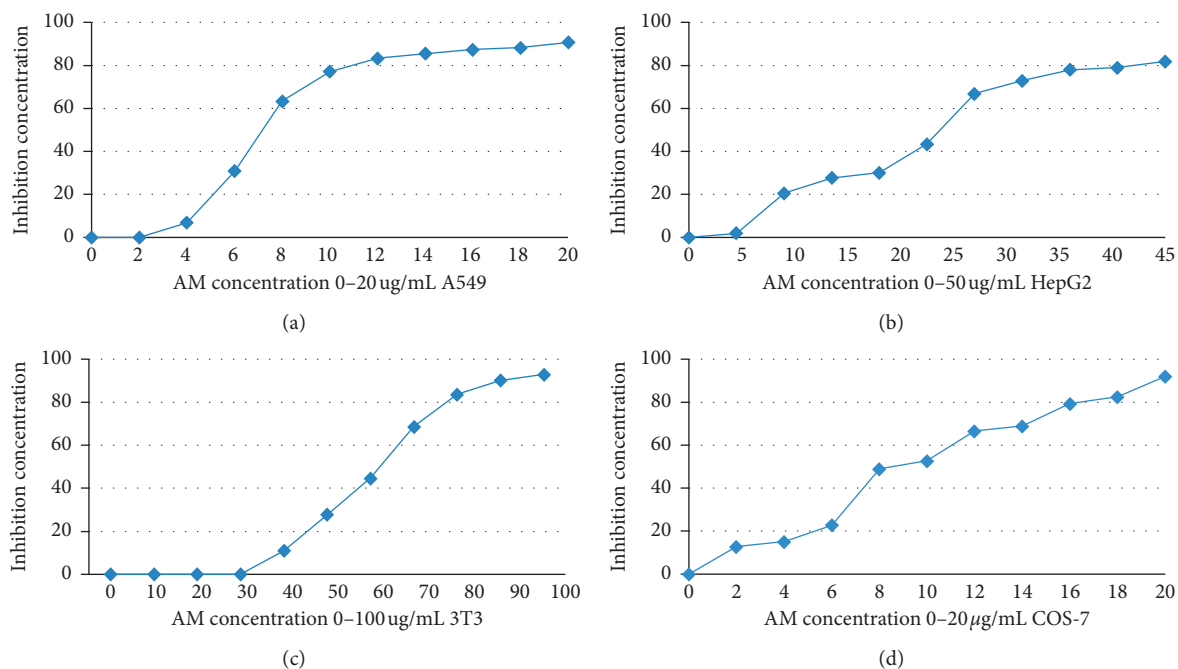 Inhibition concentration
100
80
60
40
20
0
0 2 4 6 8 10 12 14 16 18 20
AM concentration 0–20 ug/mL A549
(a)
Inhibition concentration
100
80
60
40
20
0
0 5 10 15 20 25 30 35 40 45
AM concentration 0–50 ug/mL HepG2
(b)
Inhibition concentration
100
80
60
40
20
0
0 10 20 30 40 50 60 70 80 90 100
AM concentration 0–100 ug/mL 3T3
(c)
Inhibition concentration
100
80
60
40
20
0
0 2 4 6 8 10 12 14 16 18 20
AM concentration 0–20 µg/mL COS-7
(d)